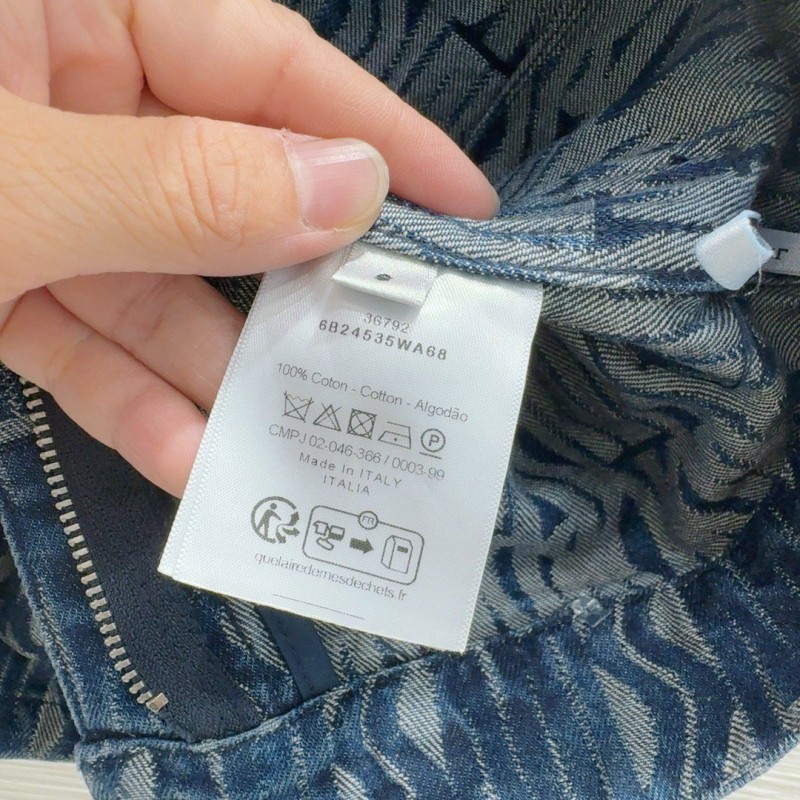 36792
6B24535WA68
100% Coton - Cotton - Algodão
P
CMPJ 02-046-366 / 0003-99
Made In ITALY
ITALIA
FR
quelairedemesdechets.fr